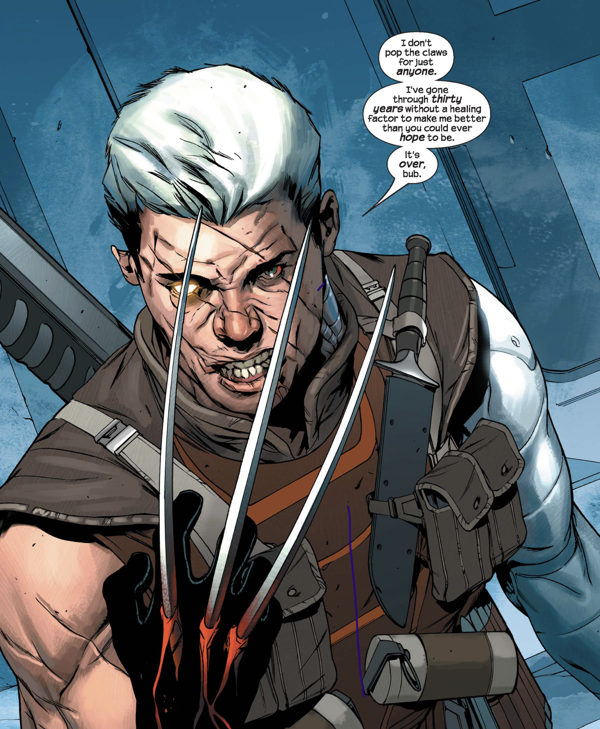 I don't
pop the claws
for just
anyone.
I've gone
through thirty
years without a healing
factor to make me better
than you could ever
hope to be.
It's
over,
bub.